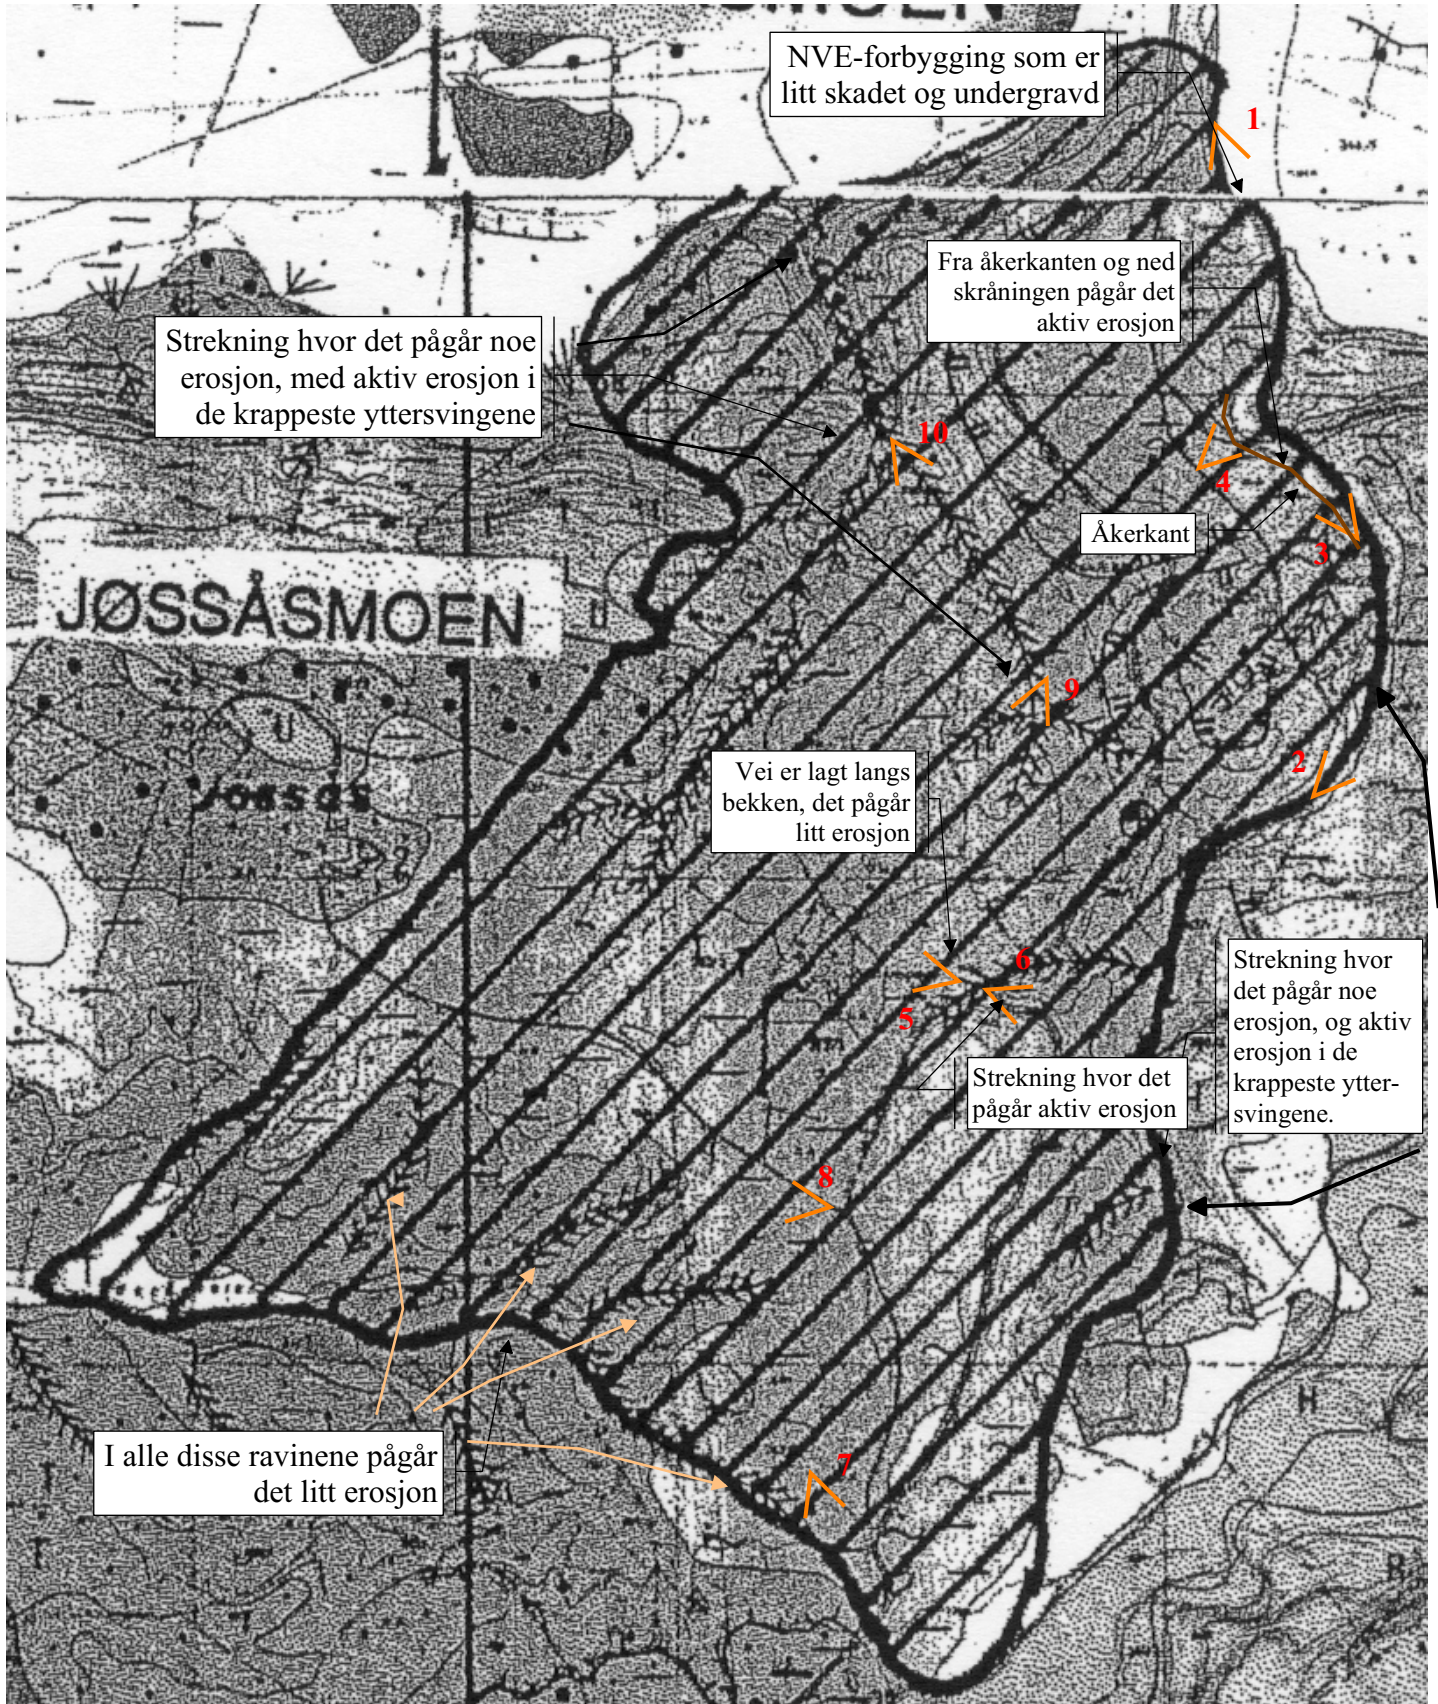 NVE-forbygging som er
litt skadet og undergravd
1
Fra åkerkanten og ned
skråningen pågår det
aktiv erosjon
Strekning hvor det pågår noe
erosjon, med aktiv erosjon i
de krappeste yttersvingene
10
4
Åkerkant
3
JØSSÅSMOEN
U
9
U
2
Vei er lagt langs
bekken, det pågår
litt erosjon
6
5
Strekning hvor
det pågår noe
erosjon, og aktiv
erosjon i de
krappeste ytter-
svingene.
Strekning hvor det
pågår aktiv erosjon
8
H
I alle disse ravinene pågår
det litt erosjon
7
R